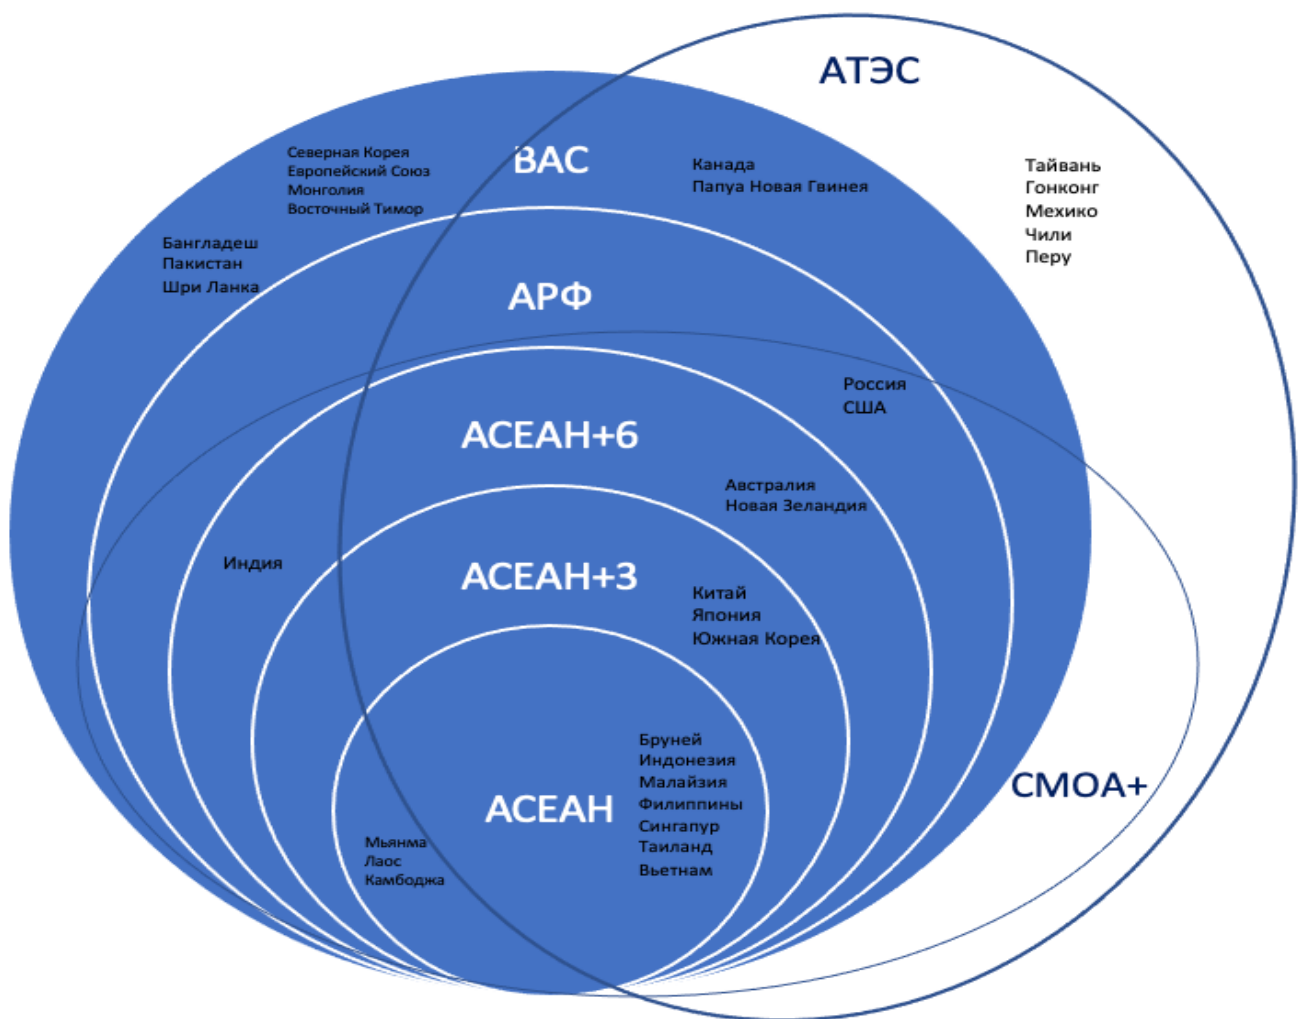 АТЭС
ВАС
Северная Корея
Европейский Союз
Монголия
Восточный Тимор
Канада
Папуа Новая Гвинея
Тайвань
Гонконг
Мехико
Чили
Перу
Бангладеш
Пакистан
Шри Ланка
АРФ
Россия
США
АСЕАН+6
Австралия
Новая Зеландия
Индия
АСЕАН+3
Китай
Япония
Южная Корея
АСЕАН
Бруней
Индонезия
Малайзия
Филиппины
Сингапур
Таиланд
Вьетнам
Мьянма
Лаос
Камбоджа
СМОА+